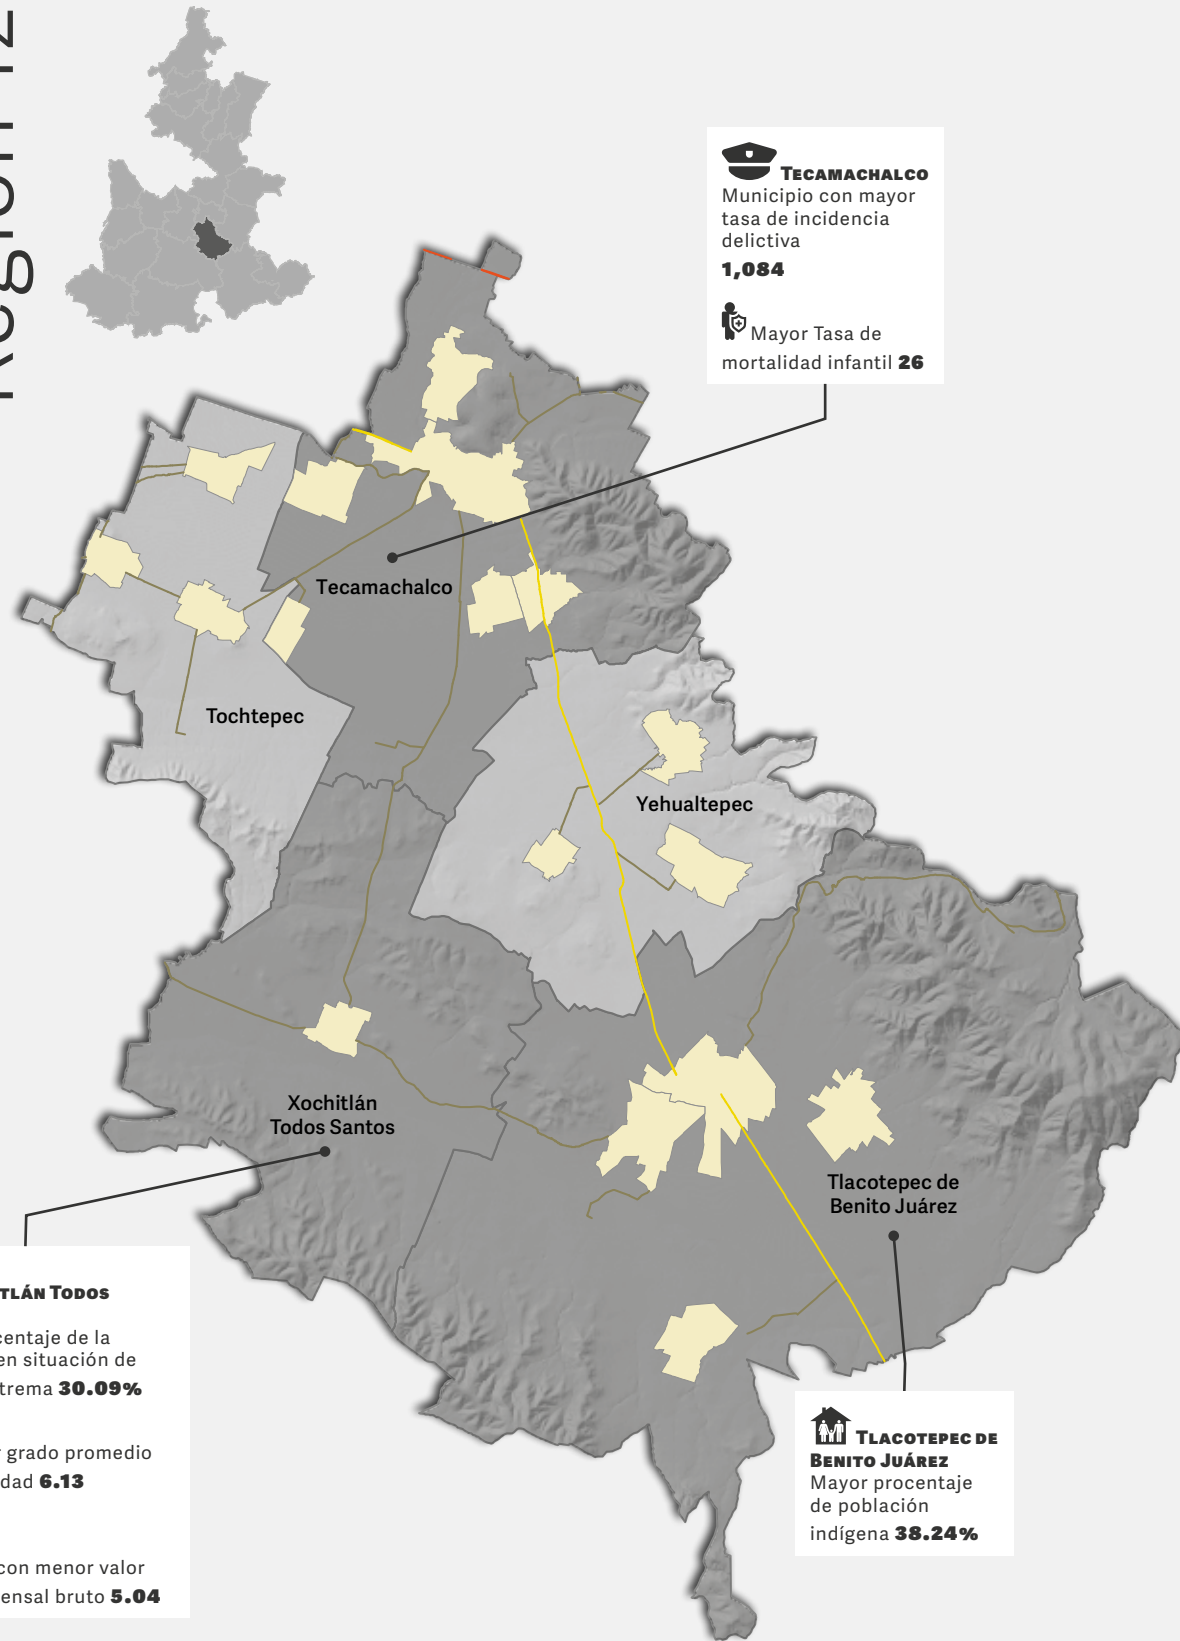 Región 12
TECAMACHALCO
Municipio con mayor
tasa de incidencia
delictiva
1,084
Mayor Tasa de
mortalidad infantil 26
Tecamachalco
Tochtepec
Yehualtepec
Xochitlán
Todos Santos
Tlacotepec de
Benito Juárez
TLÁN TODOS
centaje de la
en situación de
trema 30.09%
grado promedio
dad 6.13
con menor valor
ensal bruto 5.04
TLACOTEPEC DE
BENITO JUÁREZ
Mayor procentaje
de población
indígena 38.24%